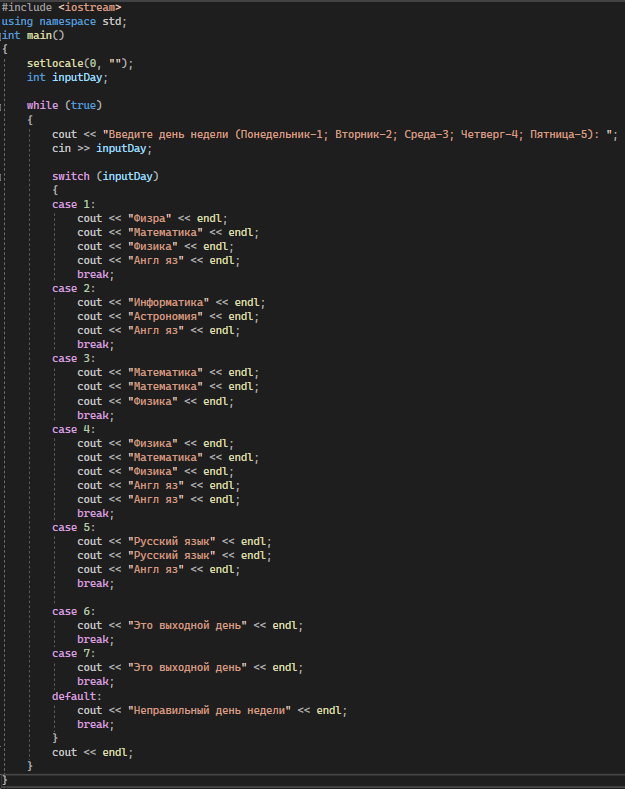 #include <iostream>
using namespace std;
int main()
{
    setlocale(0, "");
    int inputDay;

    while (true)
    {
        cout << "Введите день недели (Понедельник-1; Вторник-2; Среда-3; Четверг-4; Пятница-5): ";
        cin >> inputDay;

        switch (inputDay)
        {
        case 1:
            cout << "Физра" << endl;
            cout << "Математика" << endl;
            cout << "Физика" << endl;
            cout << "Англ яз" << endl;
            break;
        case 2:
            cout << "Информатика" << endl;
            cout << "Астрономия" << endl;
            cout << "Англ яз" << endl;
            break;
        case 3:
            cout << "Математика" << endl;
            cout << "Математика" << endl;
            cout << "Физика" << endl;
            break;
        case 4:
            cout << "Физика" << endl;
            cout << "Математика" << endl;
            cout << "Физика" << endl;
            cout << "Англ яз" << endl;
            cout << "Англ яз" << endl;
            break;
        case 5:
            cout << "Русский язык" << endl;
            cout << "Русский язык" << endl;
            cout << "Англ яз" << endl;
            break;

        case 6:
            cout << "Это выходной день" << endl;
            break;
        case 7:
            cout << "Это выходной день" << endl;
            break;
        default:
            cout << "Неправильный день недели" << endl;
            break;
        }
        cout << endl;
    }
}